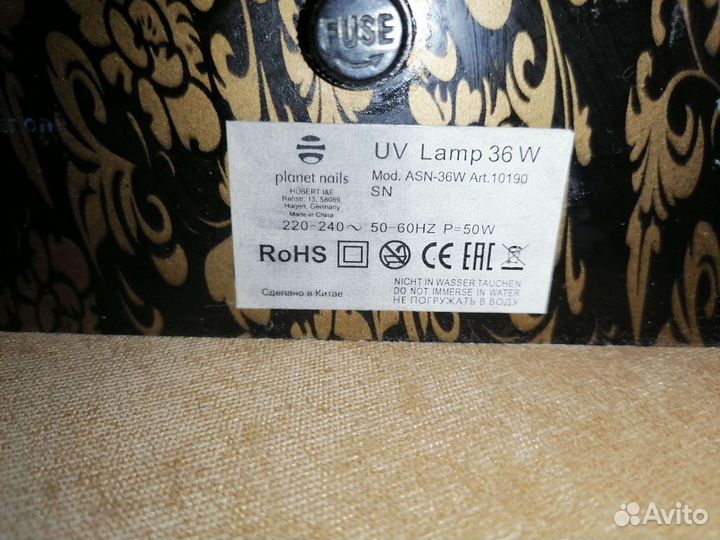 FUSE
planet nails
HÜBERT I&E
Rehstr. 15, 58089,
Hagen, Germany
Made in China
UV Lamp 36 W
Mod. ASN-36W Art.10190
SN
220-240~ 50-60HZ P=50W
RoHS CE EAC
Сделано в Китае
NICHT IN WASSER TAUCHEN
DO NOT IMMERSE IN WATER
НЕ ПОГРУЖАТЬ В ВОДУ
Avito